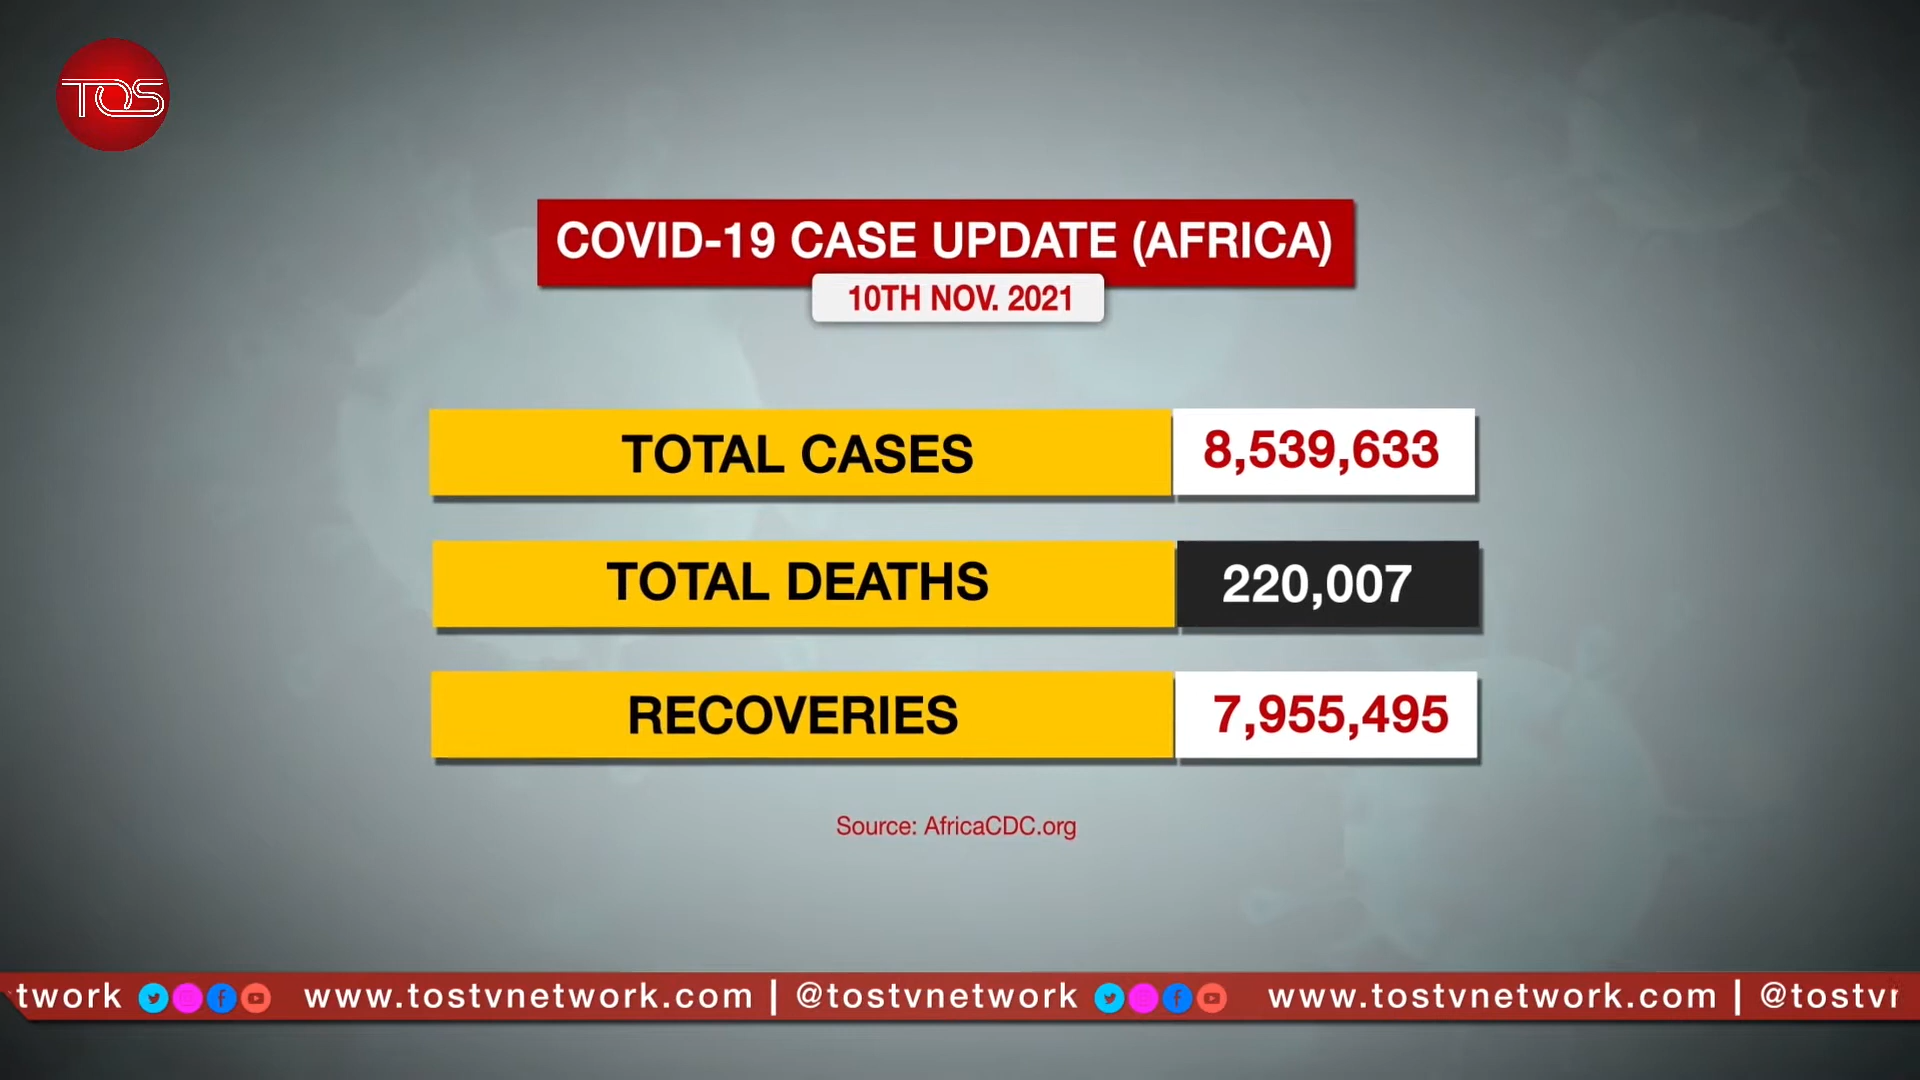 TOS
COVID-19 CASE UPDATE (AFRICA)
10TH NOV. 2021
TOTAL CASES 8,539,633
TOTAL DEATHS 220,007
RECOVERIES 7,955,495
Source: AfricaCDC.org
twork www.tostvnetwork.com | @tostvnetwork www.tostvnetwork.com | @tostv